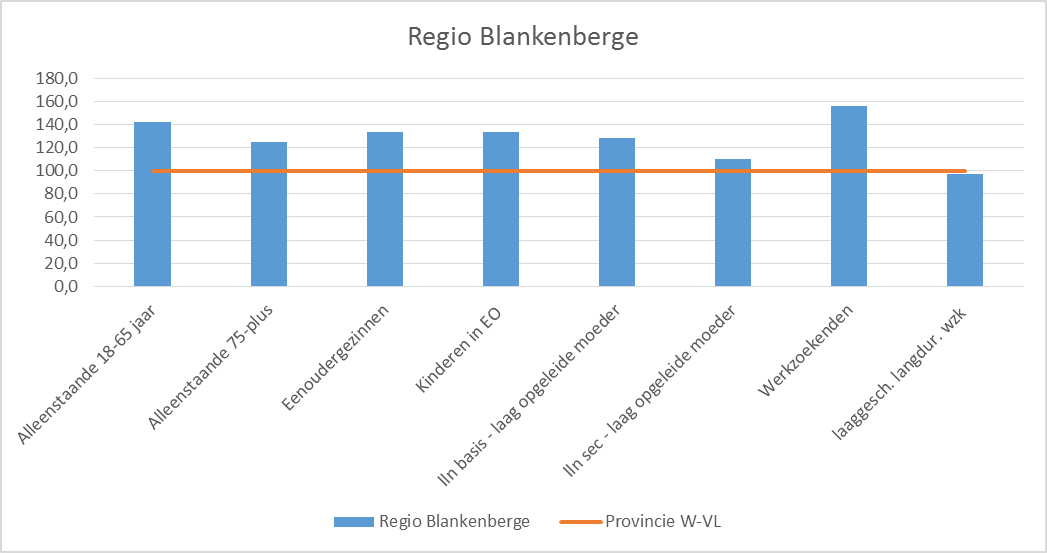 Regio Blankenberge
180,0
160,0
140,0
120,0
100,0
80,0
60,0
40,0
20,0
0,0
Alleenstaande 18-65 jaar
Alleenstaande 75-plus
Eenoudergezinnen
Kinderen in EO
lln basis - laag opgeleide moeder
lln sec - laag opgeleide moeder
Werkzoekenden
laaggesch. langdur. wzk
Regio Blankenberge
Provincie W-VL